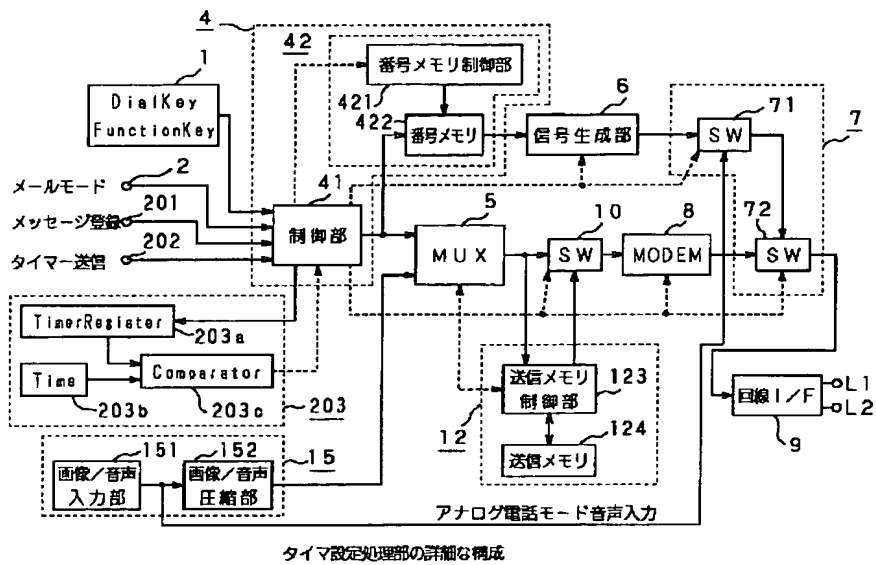 4
42
1
番号メモリ制御部
421
6
71
7
DialKey
FunctionKey
422
番号メモリ
信号生成部
SW
メールモード
2
41
5
10
8
72
メッセージ登録
201
制御部
MUX
SW
MODEM
SW
タイマー送信
202
TimerRegister
203a
Time
Comparator
203b
203c
203
送信メモリ
制御部
123
12
124
送信メモリ
回線I/F
L1
L2
9
151
152
15
画像/音声
入力部
画像/音声
圧縮部
アナログ電話モード音声入力
タイマ設定処理部の詳細な構成